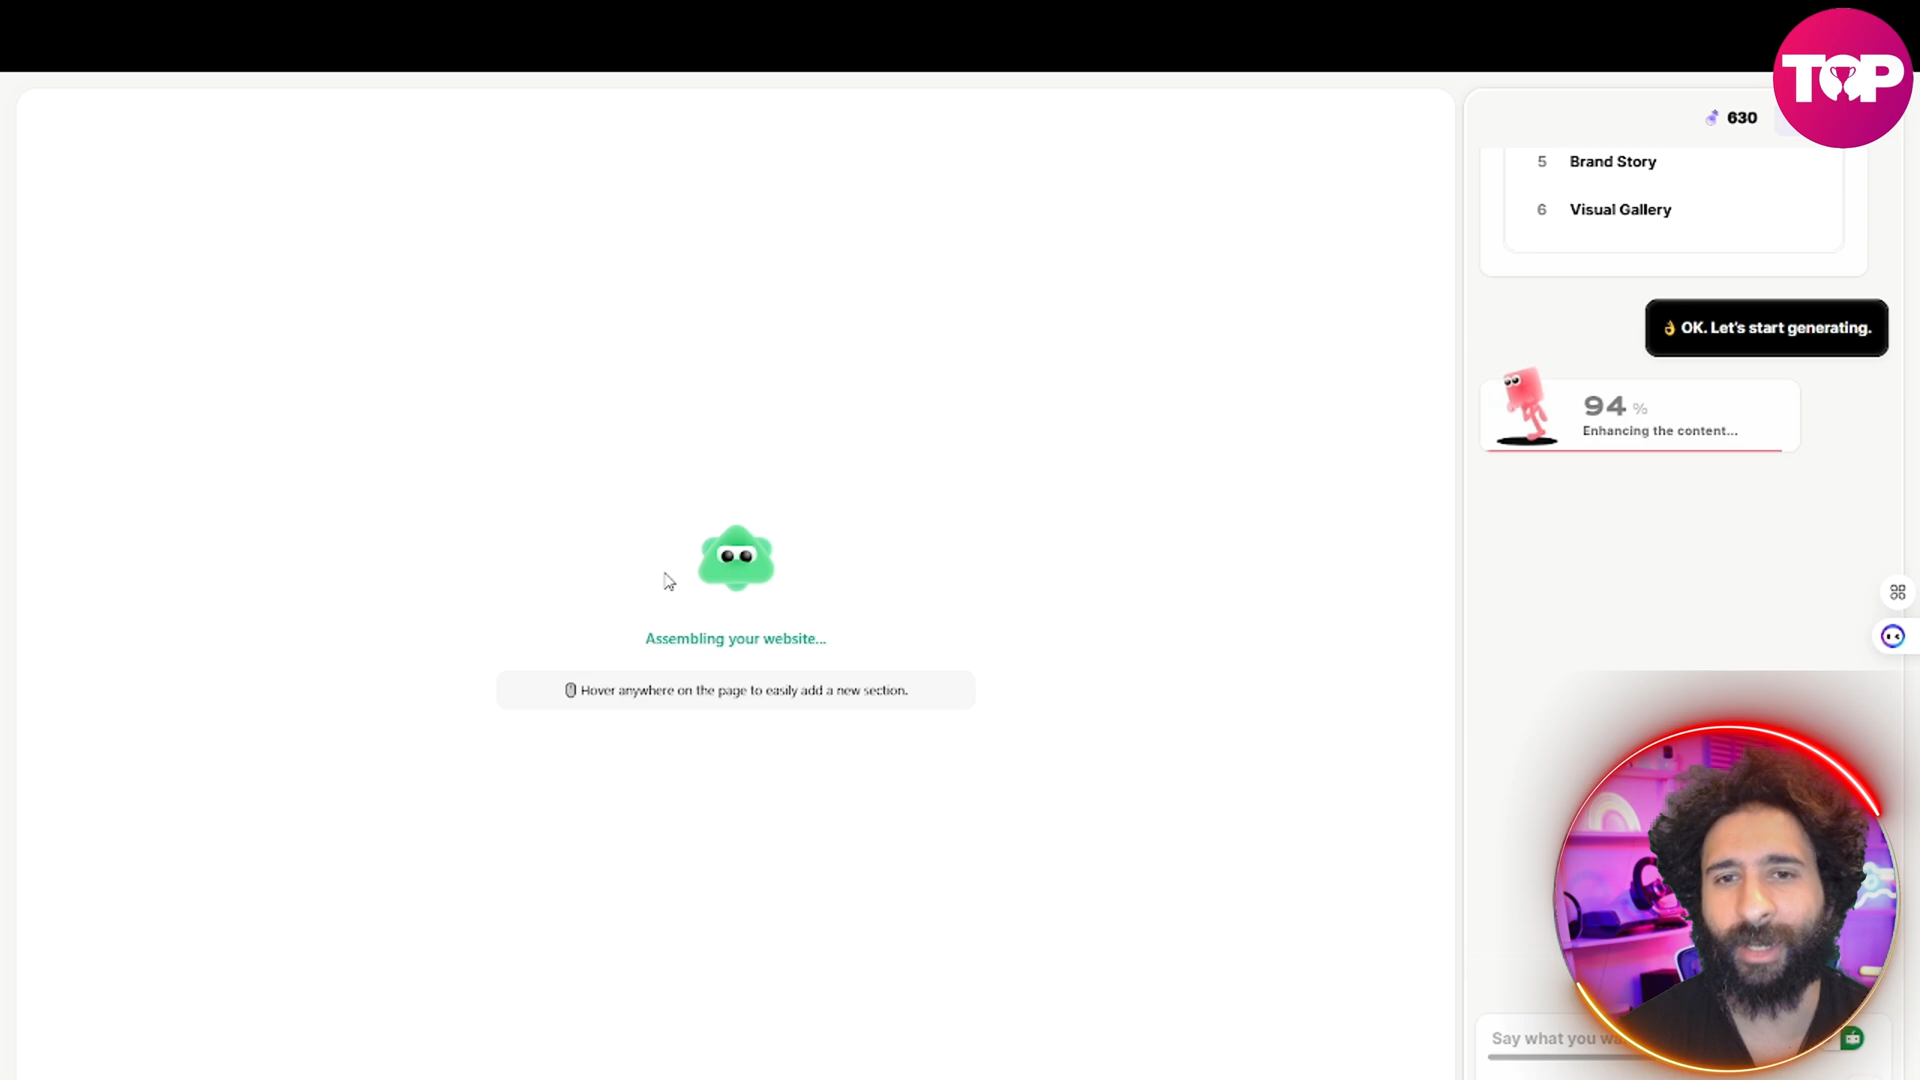 TOP
630
5 Brand Story
6 Visual Gallery
👌 OK. Let's start generating.
94 %
Enhancing the content...
Assembling your website...
Hover anywhere on the page to easily add a new section.
Say what you